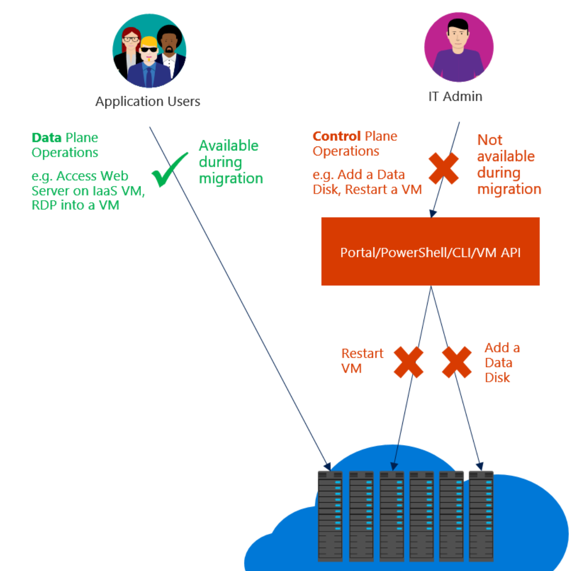 Application Users
IT Admin
Data Plane
Operations
e.g. Access Web
Server on IaaS VM,
RDP into a VM
Available
during
migration
Control Plane
Operations
e.g. Add a Data
Disk, Restart a VM
Not
available
during
migration
Portal/PowerShell/CLI/VM API
Restart
VM
Add a
Data
Disk